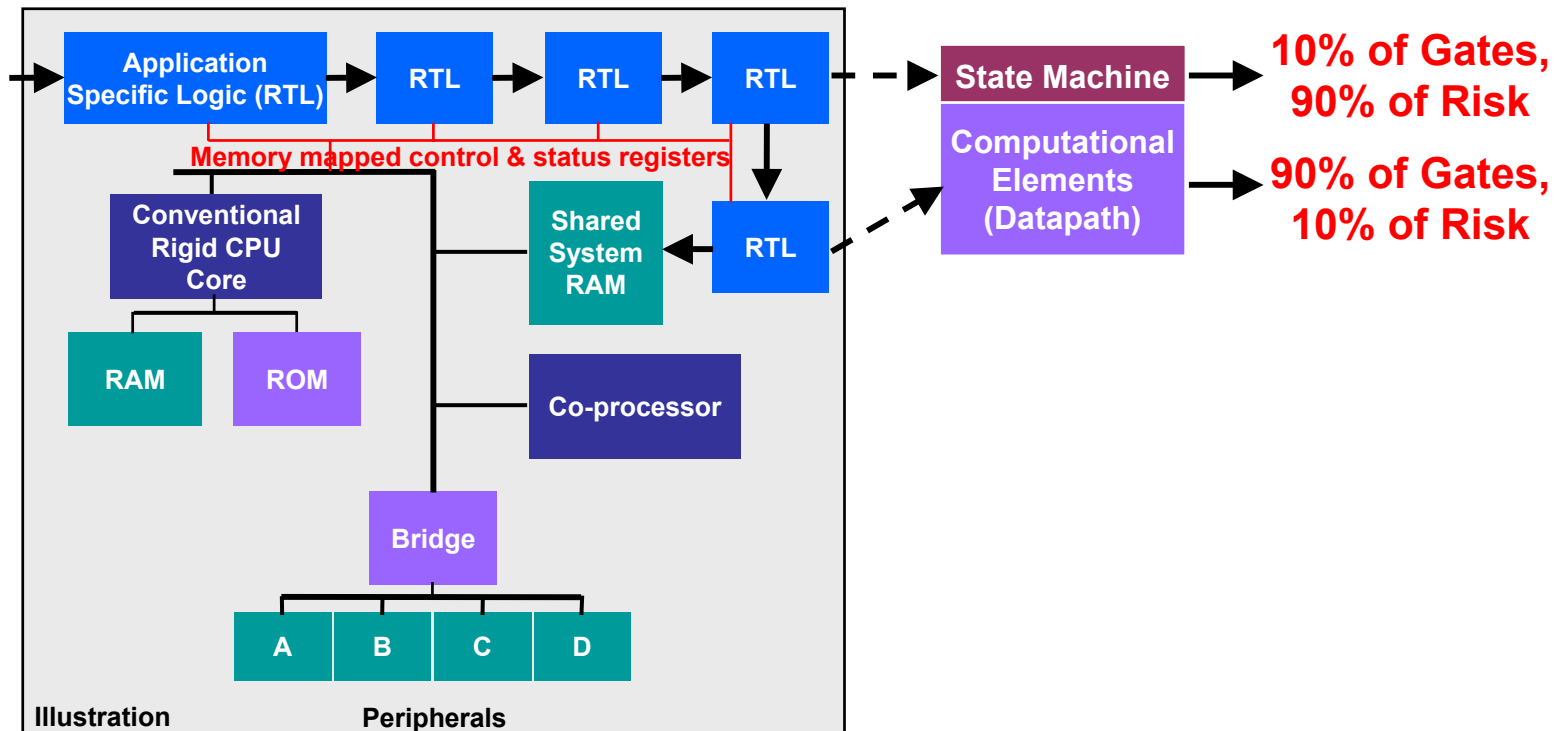 Application
Specific Logic (RTL)
RTL
RTL
RTL
State Machine
10% of Gates,
90% of Risk
Memory mapped control & status registers
Computational
Elements
(Datapath)
90% of Gates,
10% of Risk
Conventional
Rigid CPU
Core
Shared
System
RAM
RTL
RAM
ROM
Co-processor
Bridge
A
B
C
D
Illustration
Peripherals